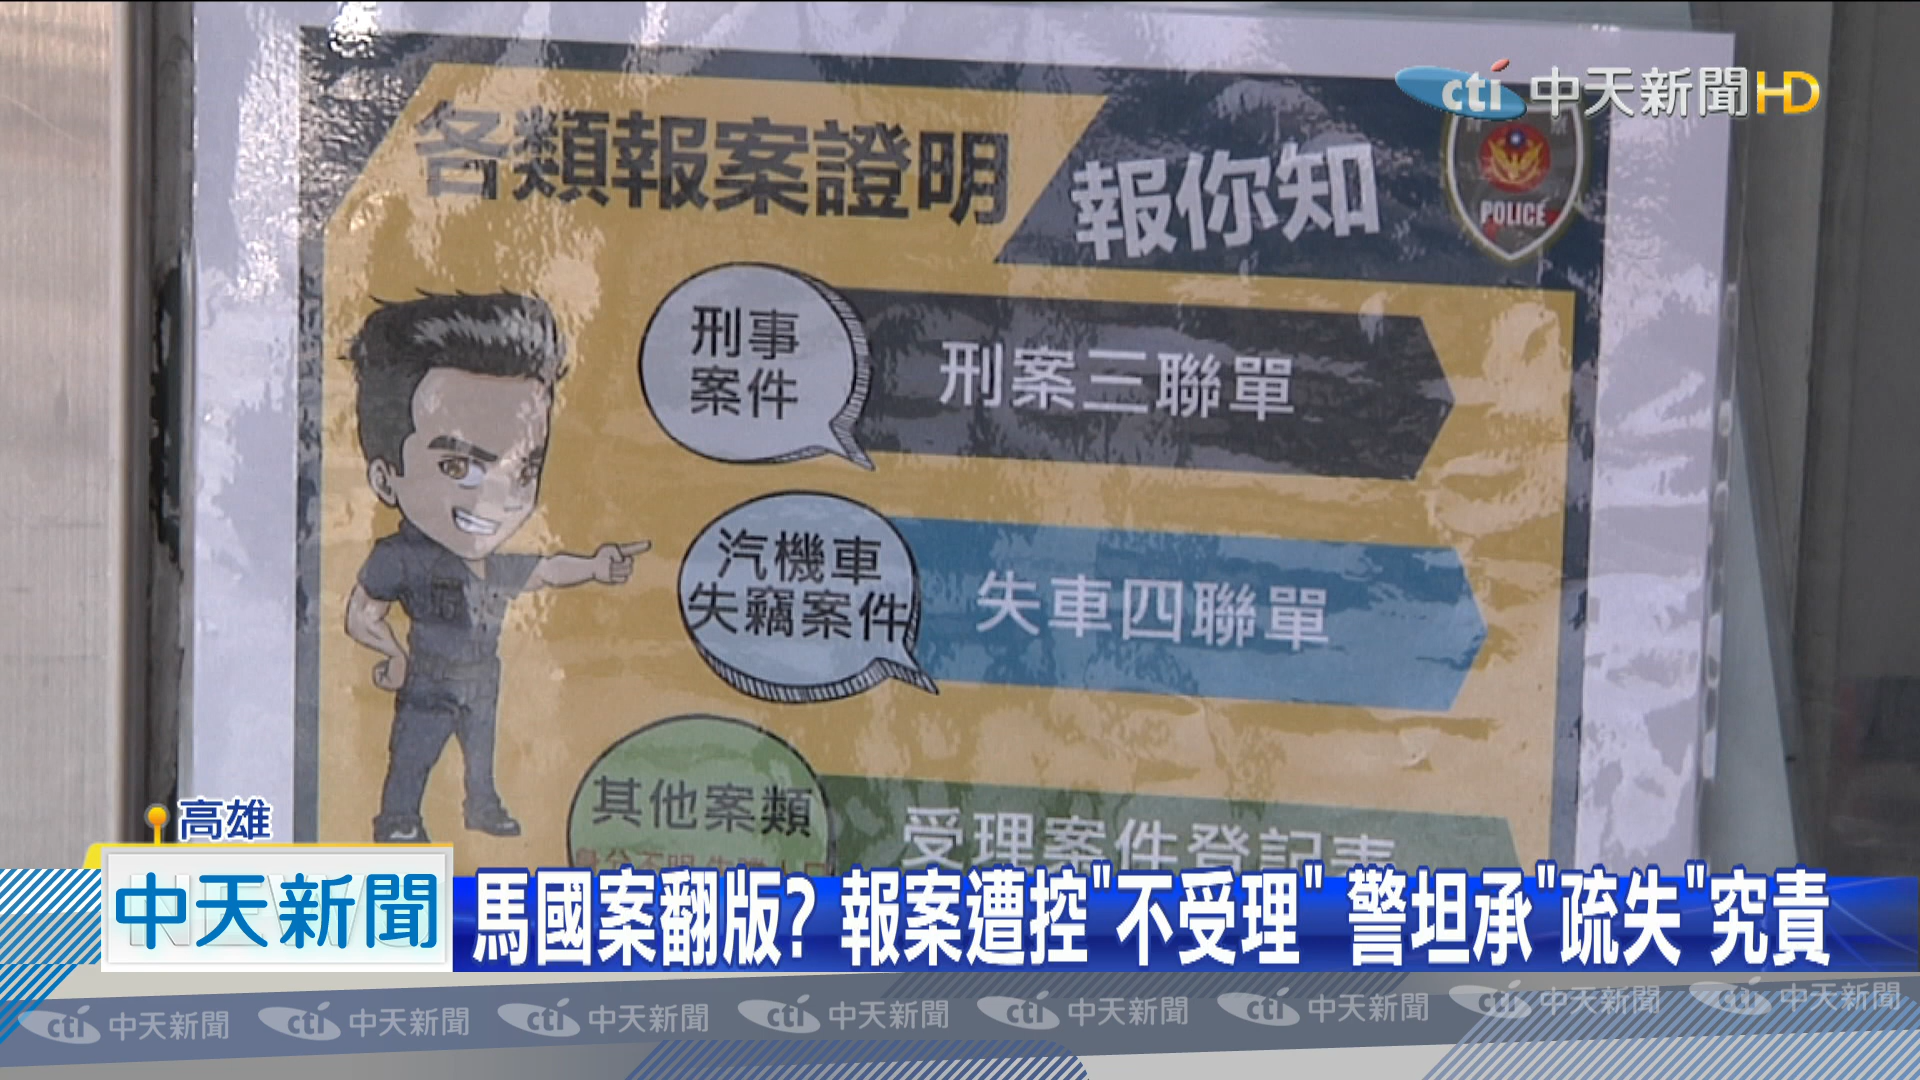 cti 中天新聞HD
各類報案證明 報你知
POLICE
刑事
案件
刑案三聯單
汽機車
失竊案件
失車四聯單
其他案類
受理案件登記表
高雄
中天新聞
馬國案翻版? 報案遭控"不受理" 警坦承"疏失"究責
cti 中天新聞 cti 中天新聞 cti 中天新聞 cti 中天新聞 cti 中天新聞 cti 中天新聞 cti 中天新聞 cti 中天新聞